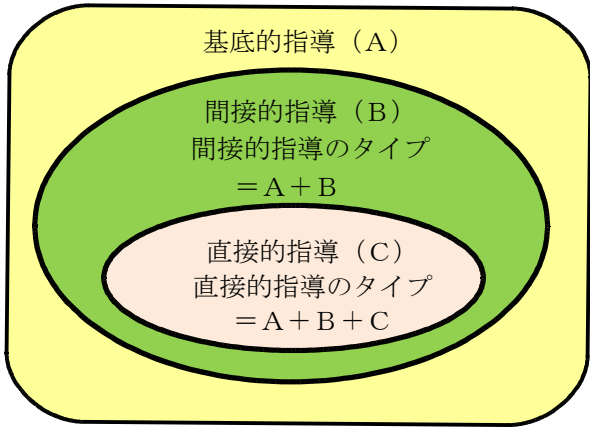 基底的指導（Ａ）
間接的指導（Ｂ）
間接的指導のタイプ
＝Ａ＋Ｂ
直接的指導（Ｃ）
直接的指導のタイプ
＝Ａ＋Ｂ＋Ｃ